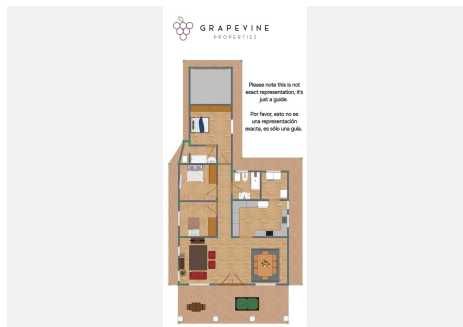 GRAPEVINE
PROPERTIES
Please note this is not
exact representation, it's
just a guide.
Por favor, esto no es
una representación
exacta, es sólo una guía.